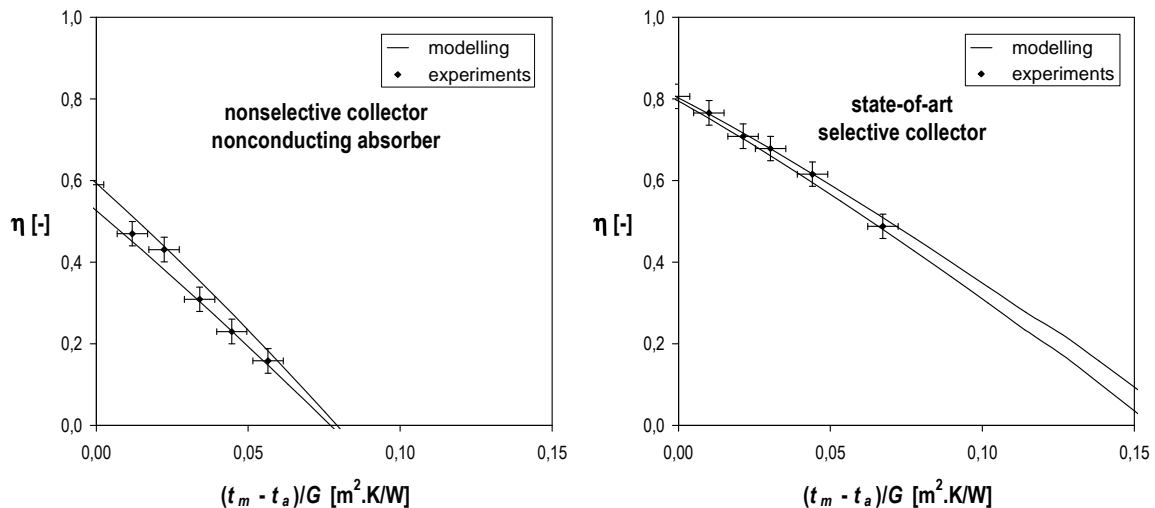 1,0
0,8
0,6
0,4
0,2
0,0
η [-]
modelling
experiments
nonselective collector
nonconducting absorber
0,00 0,05 0,10 0,15
(t m - t a)/G [m².K/W]
1,0
0,8
0,6
0,4
0,2
0,0
η [-]
modelling
experiments
state-of-art
selective collector
0,00 0,05 0,10 0,15
(t m - t a)/G [m².K/W]